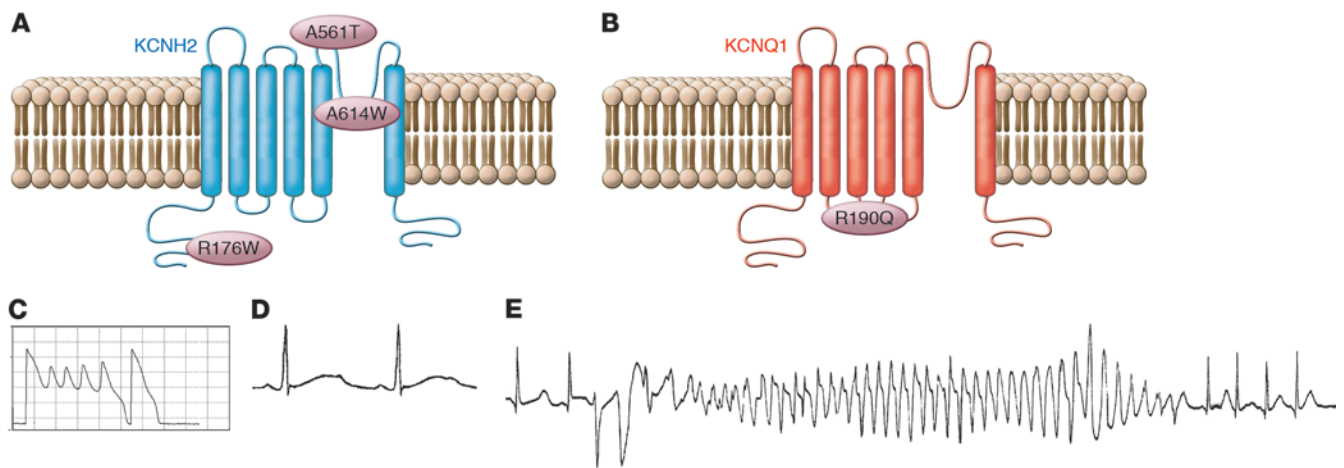 A
KCNH2
A561T
A614W
R176W
B
KCNQ1
R190Q
C
D
E